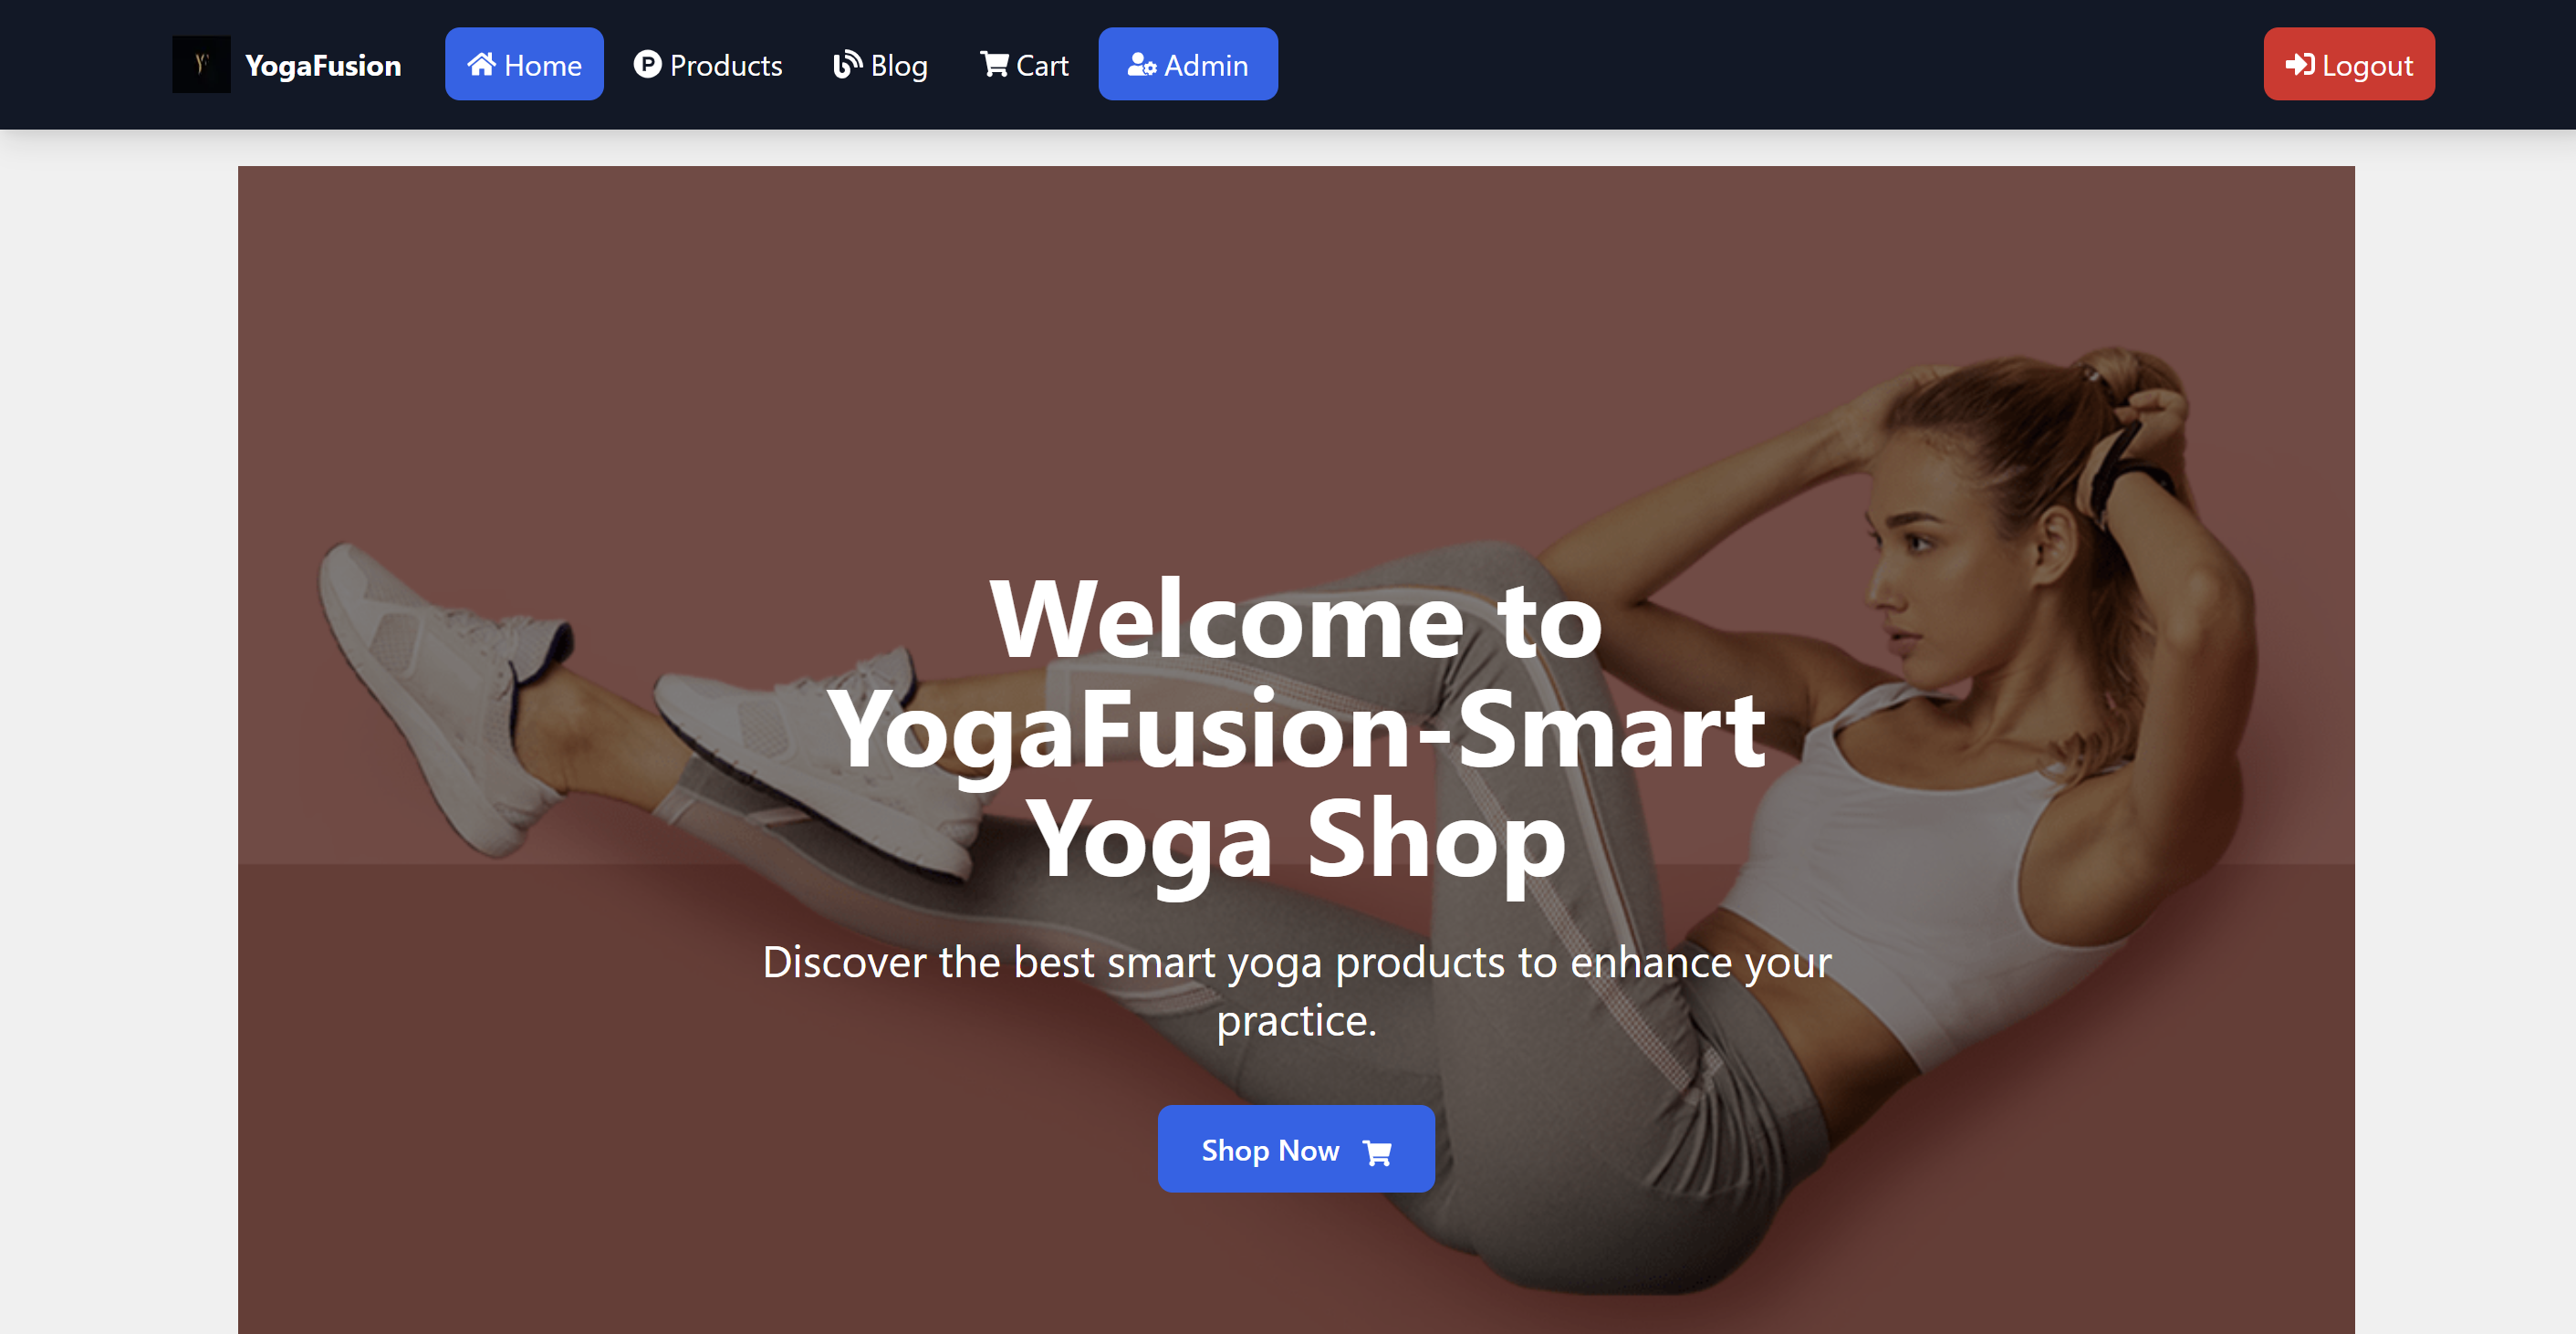 YogaFusion Home Products Blog Cart Admin Logout
Welcome to
YogaFusion-Smart
Yoga Shop
Discover the best smart yoga products to enhance your
practice.
Shop Now